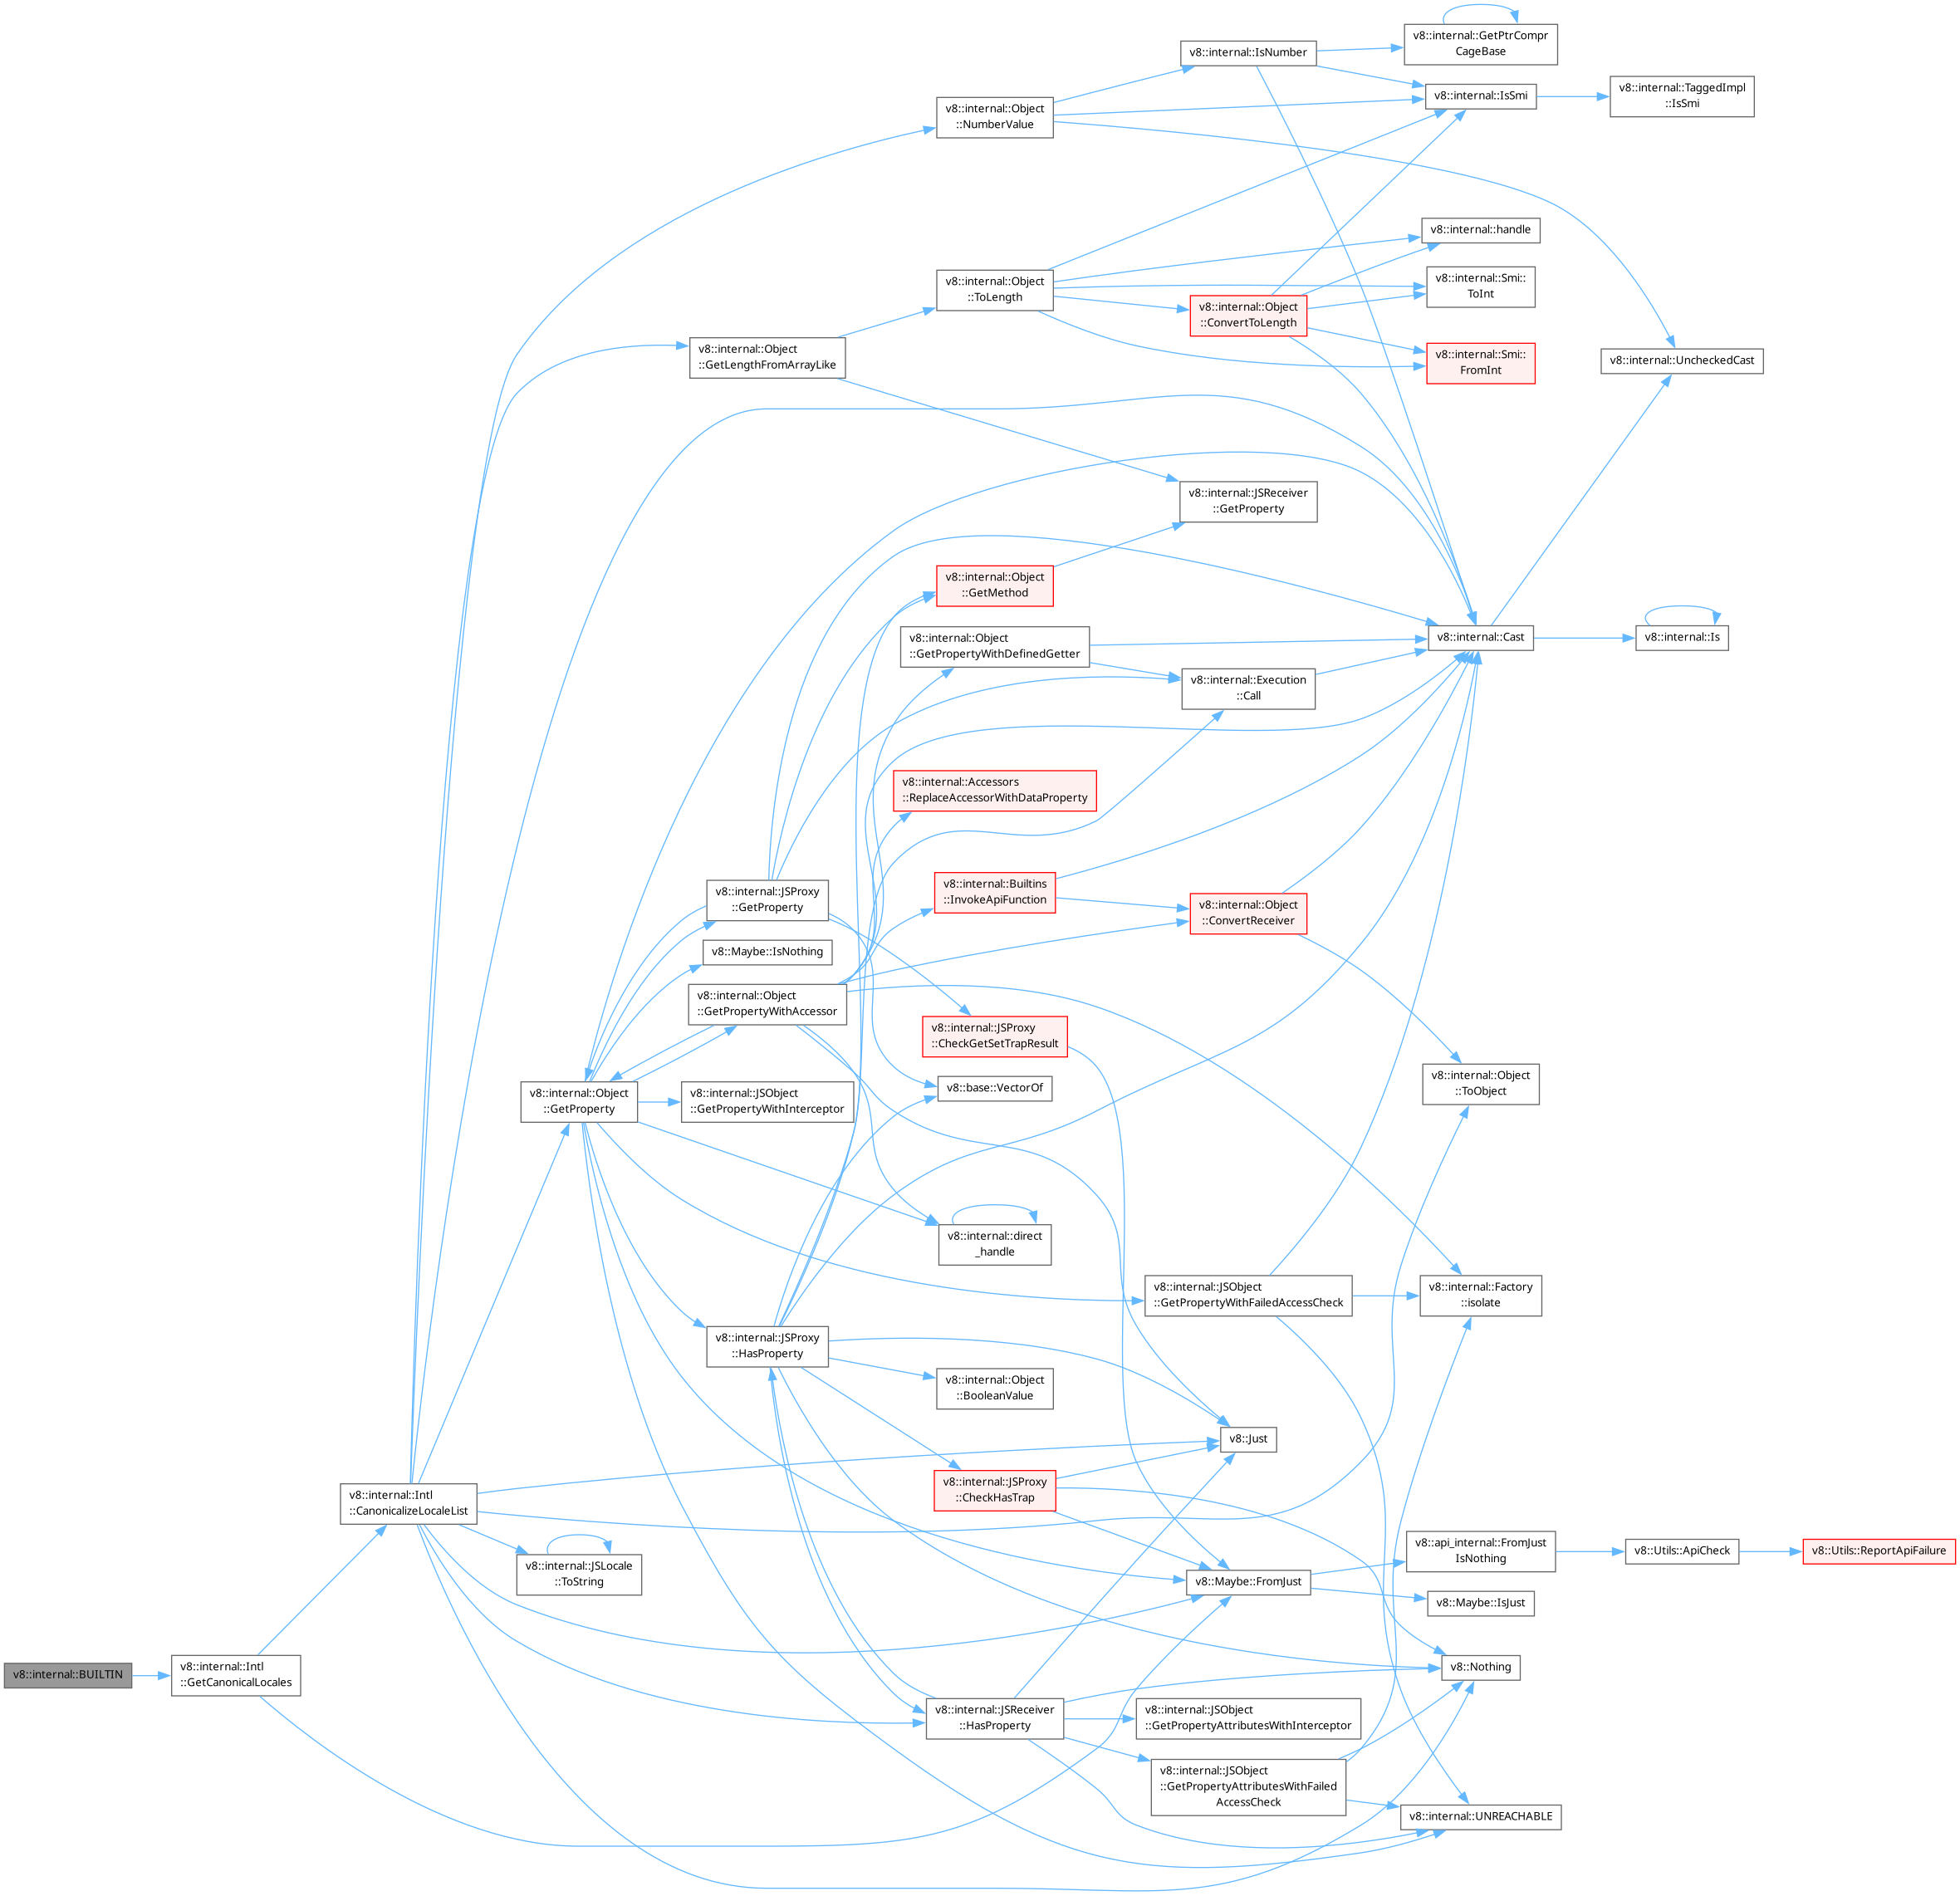 v8::internal::GetPtrCompr
CageBase
v8::internal::IsNumber
v8::internal::IsSmi
v8::internal::TaggedImpl
::IsSmi
v8::internal::Object
::NumberValue
v8::internal::handle
v8::internal::Object
::ToLength
v8::internal::Smi::
ToInt
v8::internal::Object
::ConvertToLength
v8::internal::Smi::
FromInt
v8::internal::Object
::GetLengthFromArrayLike
v8::internal::UncheckedCast
v8::internal::JSReceiver
::GetProperty
v8::internal::Object
::GetMethod
v8::internal::Cast
v8::internal::Is
v8::internal::Object
::GetPropertyWithDefinedGetter
v8::internal::Execution
::Call
v8::internal::Accessors
::ReplaceAccessorWithDataProperty
v8::internal::JSProxy
::GetProperty
v8::internal::Builtins
::InvokeApiFunction
v8::internal::Object
::ConvertReceiver
v8::Maybe::IsNothing
v8::internal::Object
::GetPropertyWithAccessor
v8::internal::JSProxy
::CheckGetSetTrapResult
v8::internal::Object
::ToObject
v8::base::VectorOf
v8::internal::Object
::GetProperty
v8::internal::JSObject
::GetPropertyWithInterceptor
v8::internal::direct
_handle
v8::internal::JSObject
::GetPropertyWithFailedAccessCheck
v8::internal::Factory
::isolate
v8::internal::JSProxy
::HasProperty
v8::internal::Object
::BooleanValue
v8::Just
v8::internal::Intl
::CanonicalizeLocaleList
v8::internal::JSProxy
::CheckHasTrap
v8::internal::JSLocale
::ToString
v8::Maybe::FromJust
v8::api_internal::FromJust
IsNothing
v8::Utils::ApiCheck
v8::Utils::ReportApiFailure
v8::Maybe::IsJust
v8::internal::BUILTIN
v8::internal::Intl
::GetCanonicalLocales
v8::Nothing
v8::internal::JSReceiver
::HasProperty
v8::internal::JSObject
::GetPropertyAttributesWithInterceptor
v8::internal::JSObject
::GetPropertyAttributesWithFailed
AccessCheck
v8::internal::UNREACHABLE